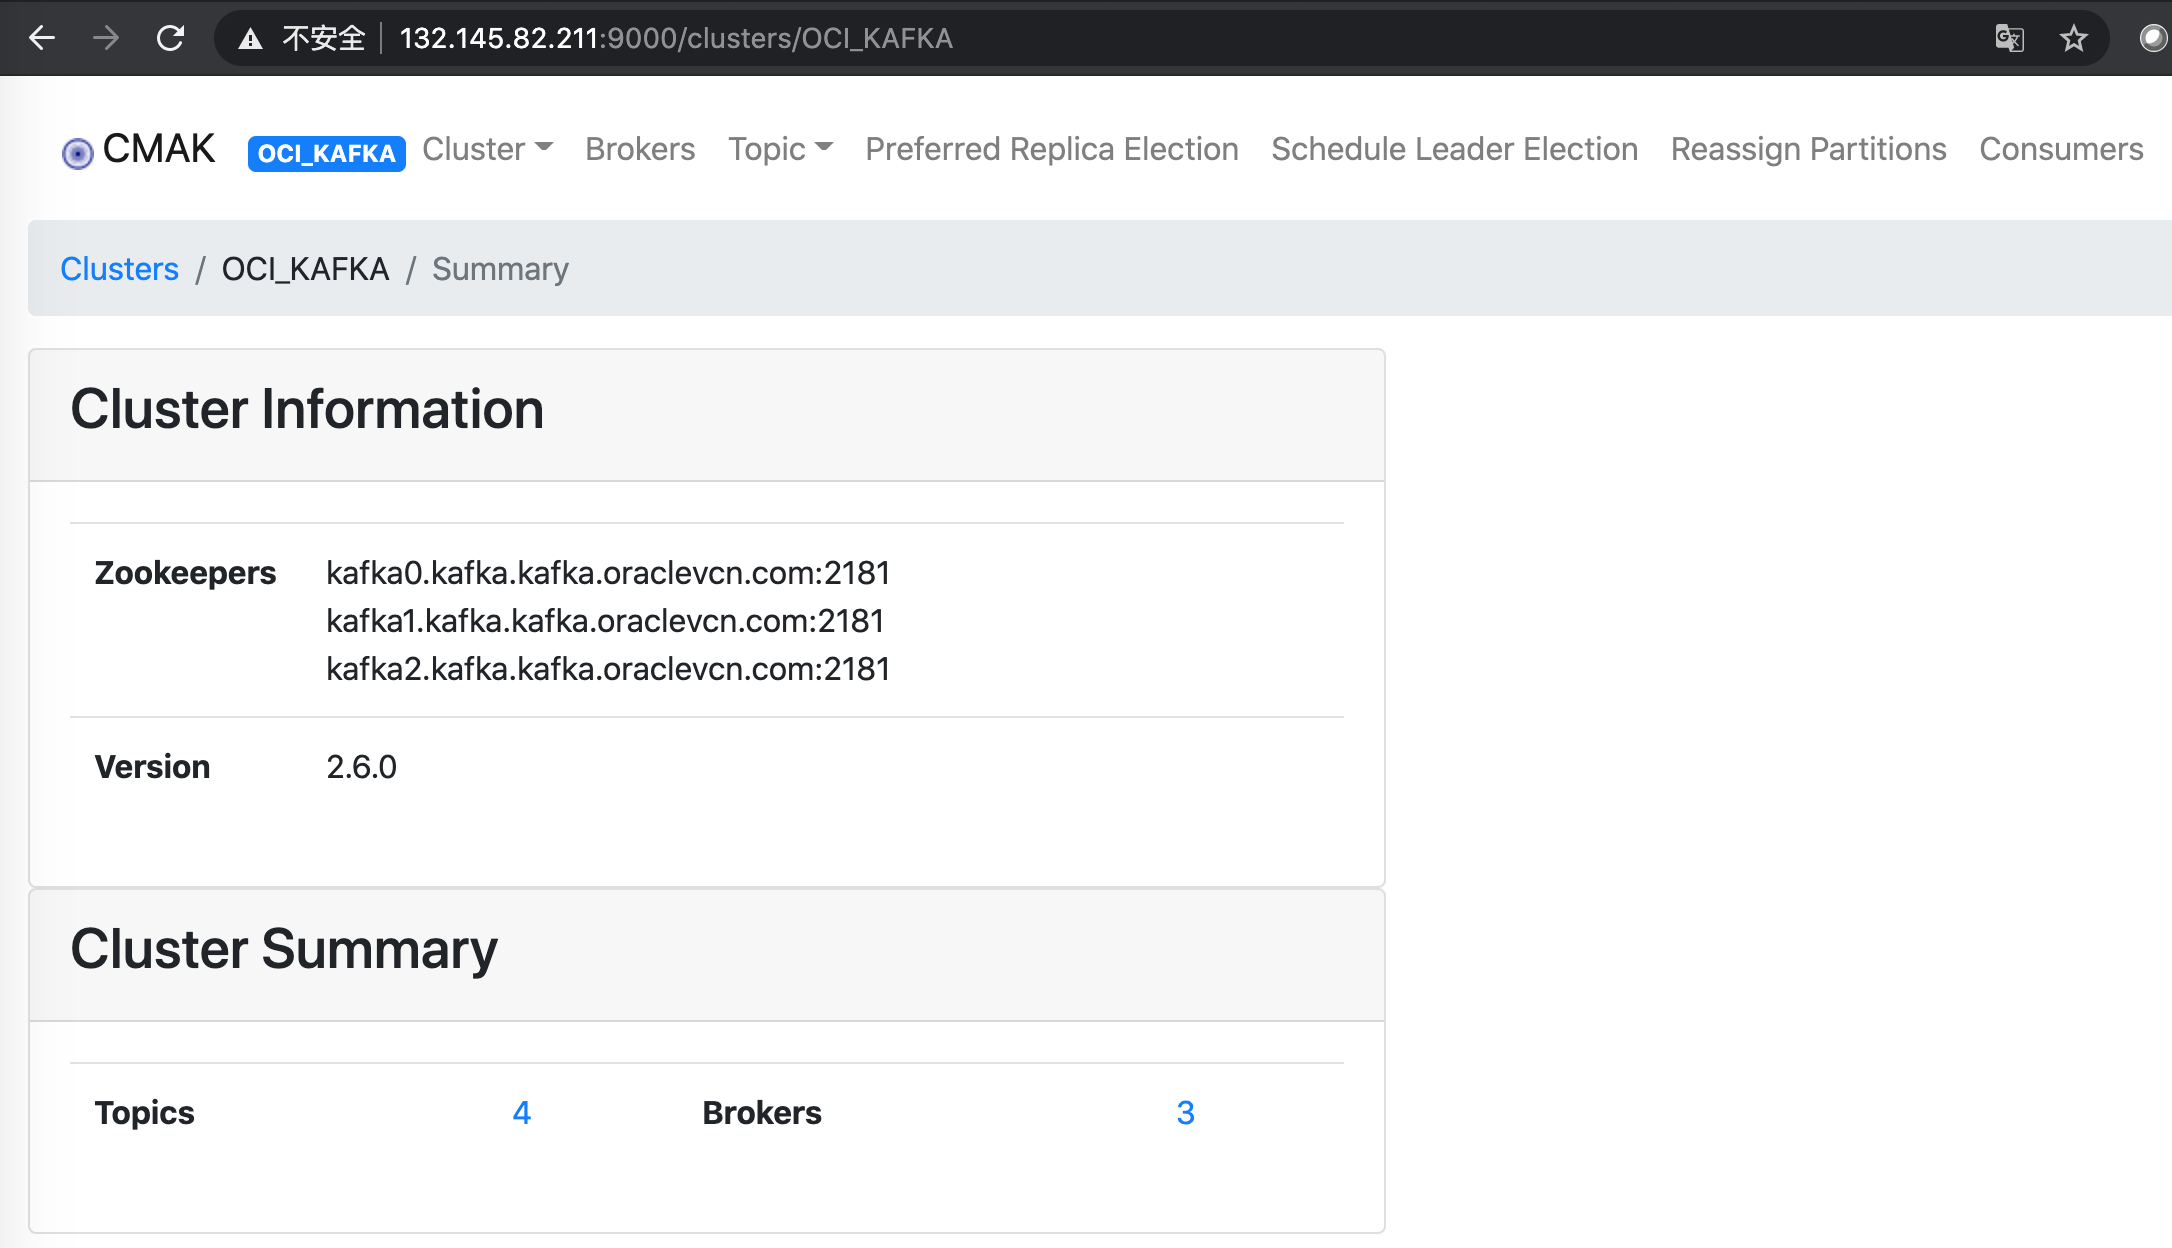 不安全 132.145.82.211:9000/clusters/OCI_KAFKA
CMAK OCI_KAFKA Cluster Brokers Topic Preferred Replica Election Schedule Leader Election Reassign Partitions Consumers
Clusters / OCI_KAFKA / Summary
Cluster Information
Zookeepers kafka0.kafka.kafka.oraclevcn.com:2181
kafka1.kafka.kafka.oraclevcn.com:2181
kafka2.kafka.kafka.oraclevcn.com:2181
Version 2.6.0
Cluster Summary
Topics 4 Brokers 3